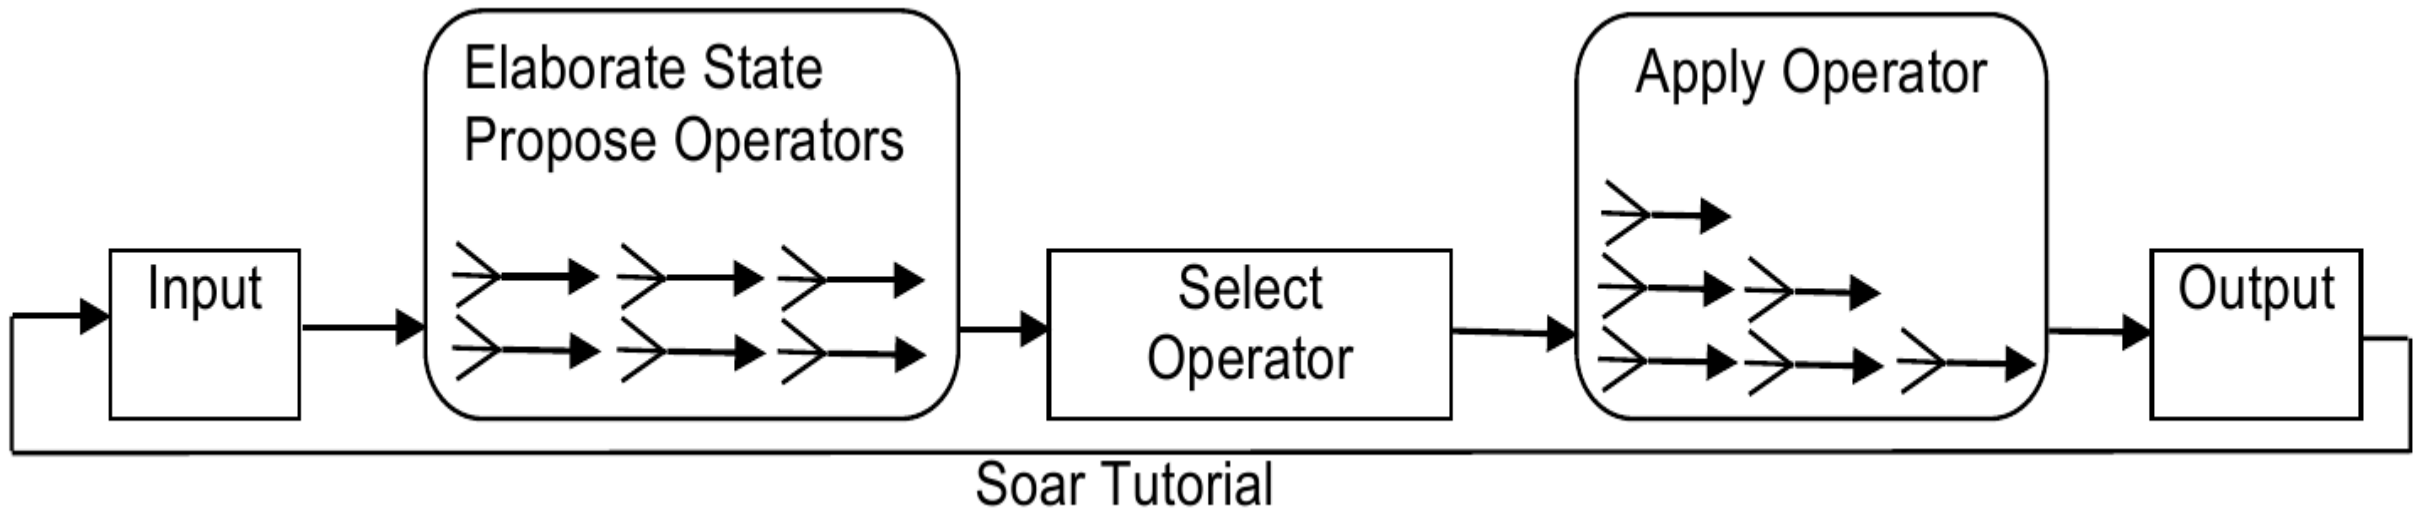 Input
Elaborate State
Propose Operators
Select
Operator
Apply Operator
Output
Soar Tutorial